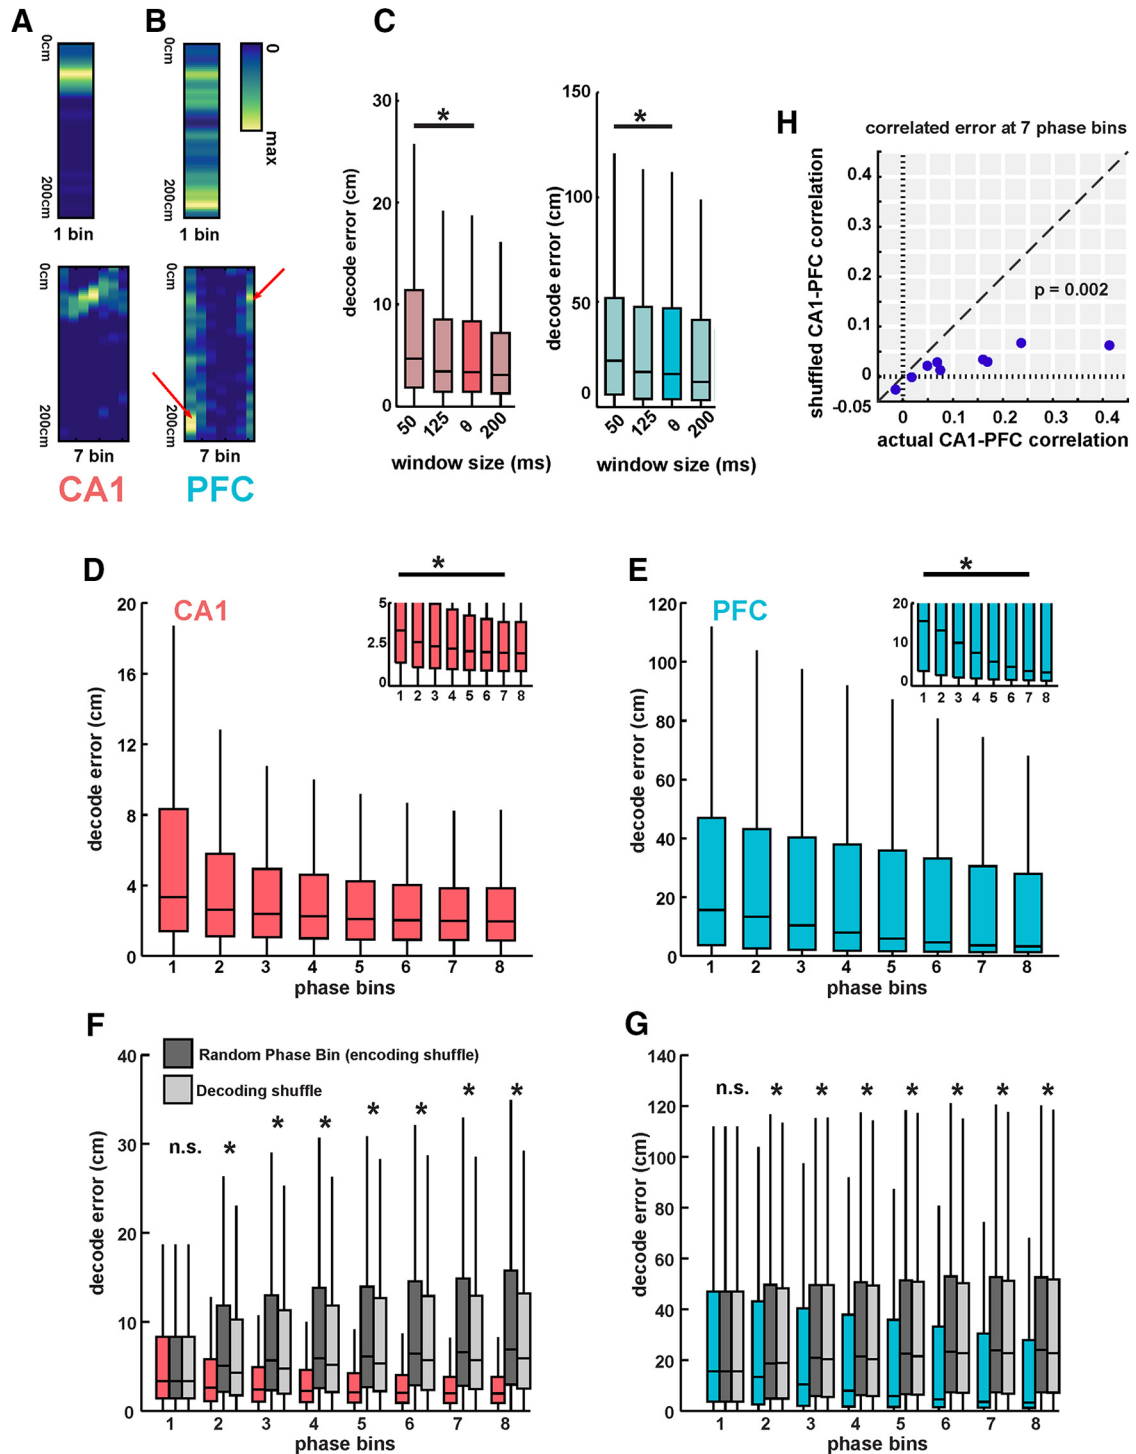 A
B
C
H
0cm
200cm
1 bin
0cm
200cm
1 bin
0
max
0cm
200cm
7 bin
CA1
0cm
200cm
7 bin
PFC
decode error (cm)
30
20
10
0
*
50
125
0
200
window size (ms)
decode error (cm)
150
100
50
0
*
50
125
0
200
window size (ms)
correlated error at 7 phase bins
shuffled CA1-PFC correlation
0.4
0.3
0.2
0.1
0
-0.05
p = 0.002
0
0.1
0.2
0.3
0.4
actual CA1-PFC correlation
D
CA1
decode error (cm)
20
16
12
8
4
0
1 2 3 4 5 6 7 8
phase bins
*
5
2.5
0
1 2 3 4 5 6 7 8
E
PFC
decode error (cm)
120
100
80
60
40
20
0
1 2 3 4 5 6 7 8
phase bins
*
20
10
0
1 2 3 4 5 6 7 8
F
Random Phase Bin (encoding shuffle)
Decoding shuffle
decode error (cm)
40
30
20
10
0
n.s. * * * * * * *
1 2 3 4 5 6 7 8
phase bins
G
decode error (cm)
140
120
100
80
60
40
20
0
n.s. * * * * * * *
1 2 3 4 5 6 7 8
phase bins